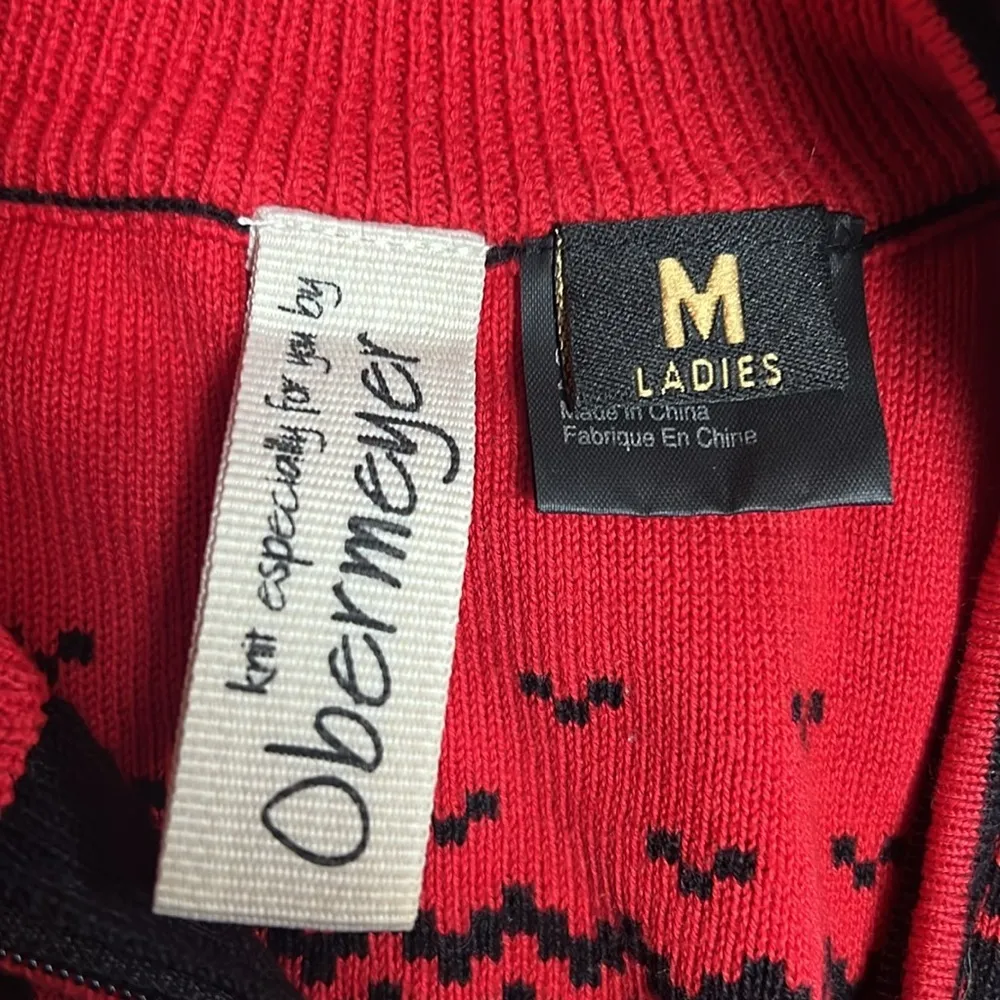 knit especially for you by
Obermeyer
M
LADIES
Made In China
Fabrique En Chine